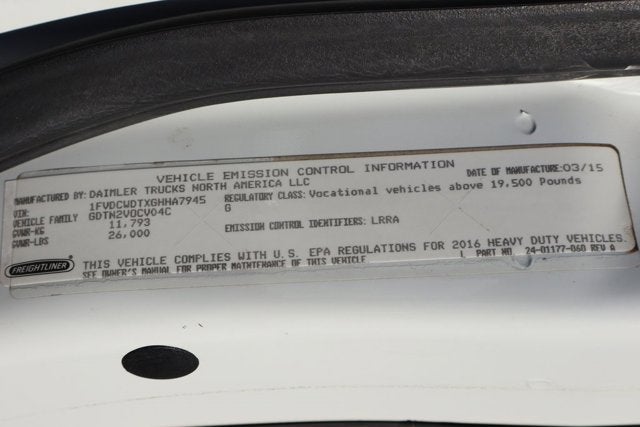 VEHICLE EMISSION CONTROL INFORMATION
MANUFACTURED BY: DAIMLER TRUCKS NORTH AMERICA LLC DATE OF MANUFACTURE: 03/15
VIN: 1FVDCWDTXGHHA7945 REGULATORY CLASS: Vocational vehicles above 19,500 Pounds
VEHICLE FAMILY GDTN2VOCV04C G
GVWR-KG 11,793 EMISSION CONTROL IDENTIFIERS: LRRA
GVWR-LBS 26,000
FREIGHTLINER THIS VEHICLE COMPLIES WITH U.S. EPA REGULATIONS FOR 2016 HEAVY DUTY VEHICLES.
SEE OWNER'S MANUAL FOR PROPER MAINTENANCE OF THIS VEHICLE L PART NO. 24-01177-060 REV A